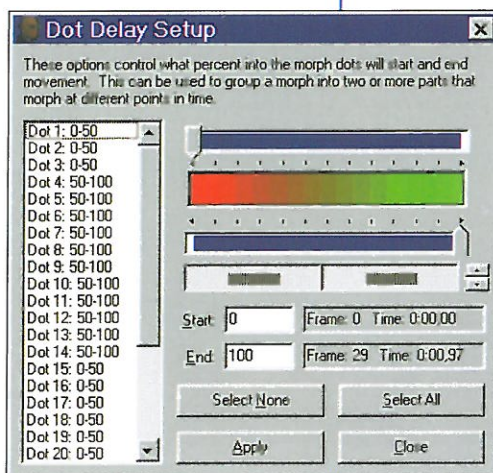 Dot Delay Setup
These options control what percent into the morph dots will start and end
movement. This can be used to group a morph into two or more parts that
morph at different points in time.
Dot 1: 0-50
Dot 2: 0-50
Dot 3: 0-50
Dot 4: 50-100
Dot 5: 50-100
Dot 6: 50-100
Dot 7: 50-100
Dot 8: 50-100
Dot 9: 50-100
Dot 10: 50-100
Dot 11: 50-100
Dot 12: 50-100
Dot 13: 50-100
Dot 14: 50-100
Dot 15: 0-50
Dot 16: 0-50
Dot 17: 0-50
Dot 18: 0-50
Dot 19: 0-50
Dot 20: 0-50
Start: 0 Frame: 0 Time: 0:00,00
End: 100 Frame: 29 Time: 0:00,97
Select None Select All
Apply Close